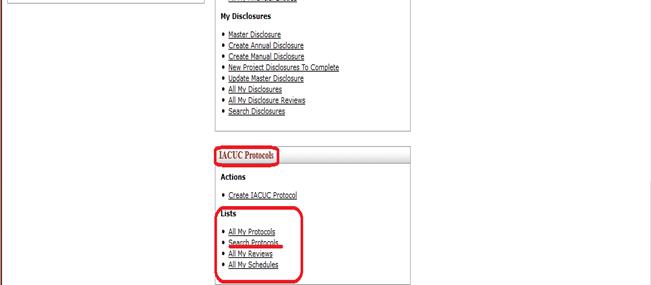 My Disclosures
Master Disclosure
Create Annual Disclosure
Create Manual Disclosure
New Project Disclosures To Complete
Update Master Disclosure
All My Disclosures
All My Disclosure Reviews
Search Disclosures
IACUC Protocols
Actions
Create IACUC Protocol
Lists
All My Protocols
Search Protocols
All My Reviews
All My Schedules